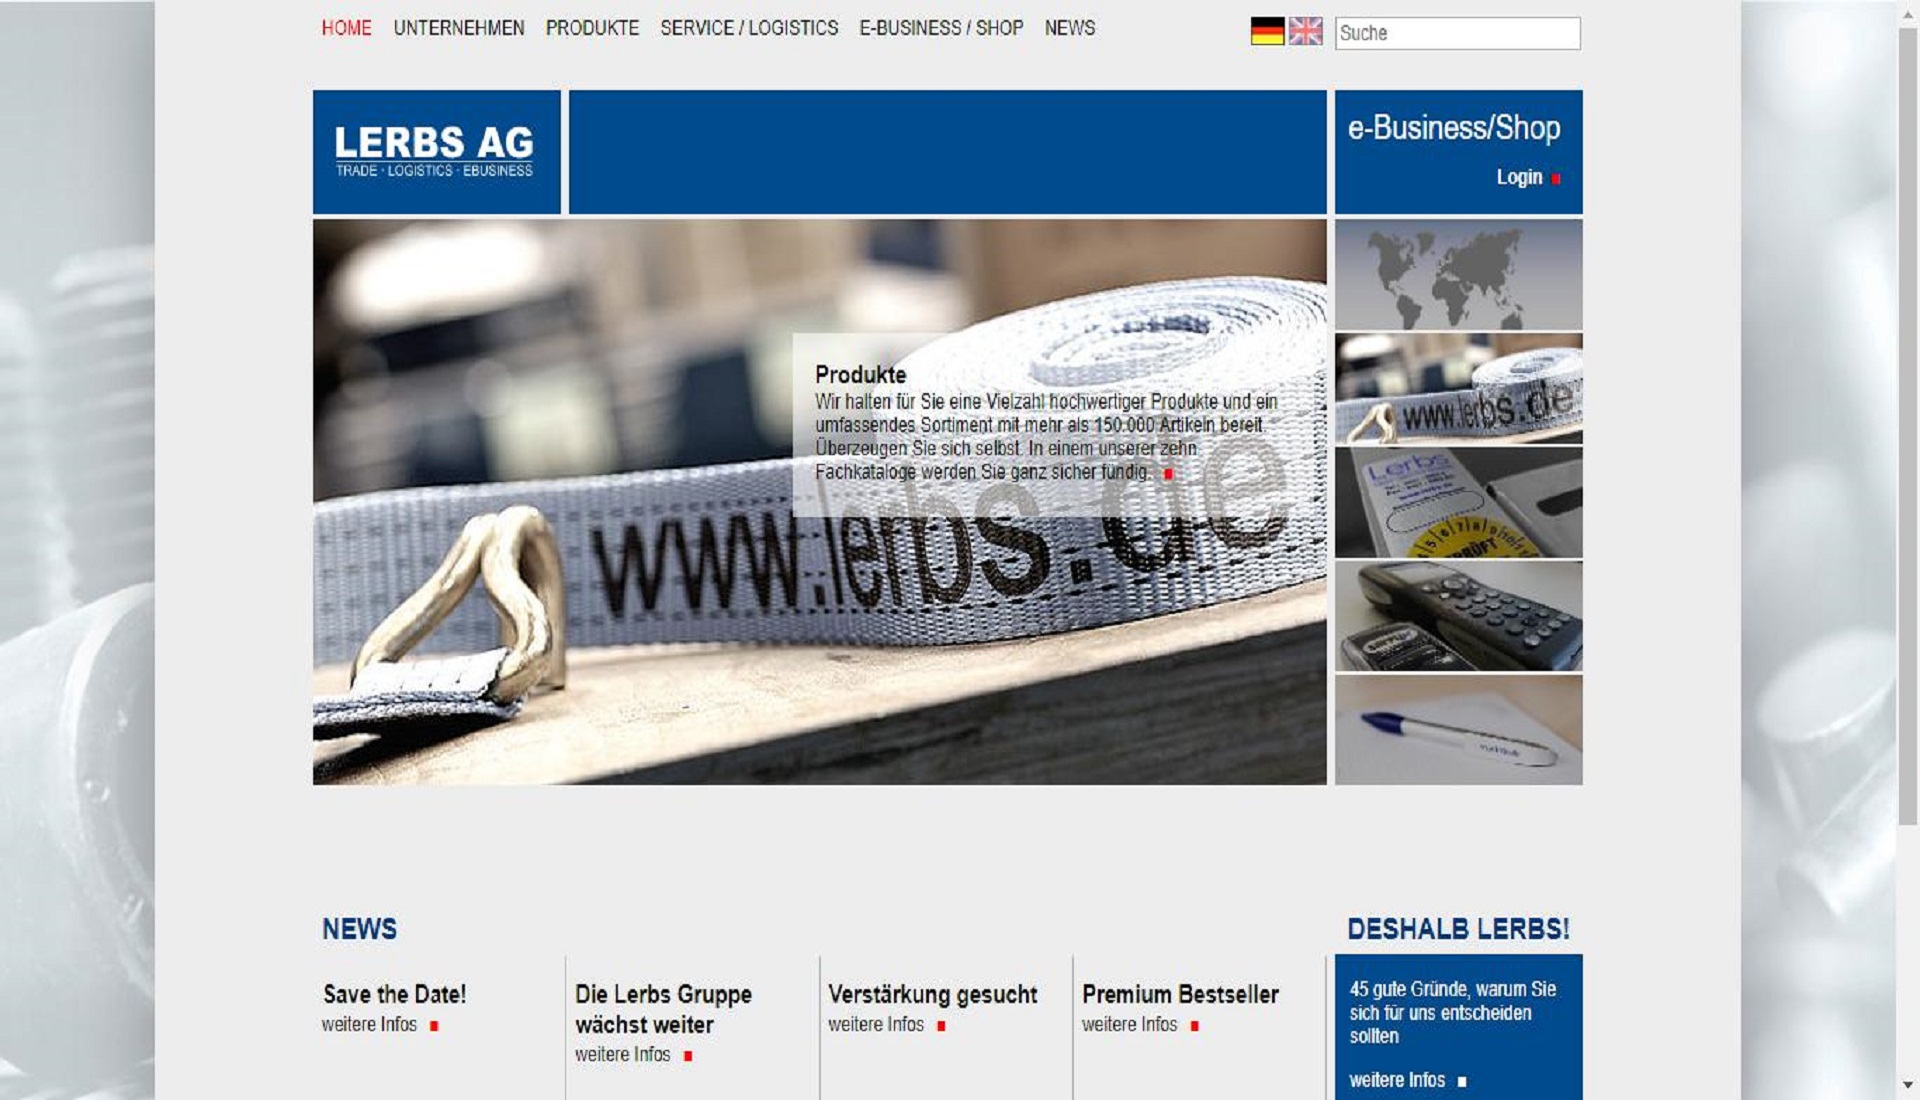 HOME UNTERNEHMEN PRODUKTE SERVICE / LOGISTICS E-BUSINESS / SHOP NEWS
Suche
LERBS AG
TRADE · LOGISTICS · EBUSINESS
e-Business/Shop
Login
Produkte
Wir halten für Sie eine Vielzahl hochwertiger Produkte und ein
umfassendes Sortiment mit mehr als 150.000 Artikeln bereit.
Überzeugen Sie sich selbst. In einem unserer zehn
Fachkataloge werden Sie ganz sicher fündig.
www.lerbs.de
www.lerbs.de
Lerbs
NEWS
DESHALB LERBS!
Save the Date!
weitere Infos
Die Lerbs Gruppe
wächst weiter
weitere Infos
Verstärkung gesucht
weitere Infos
Premium Bestseller
weitere Infos
45 gute Gründe, warum Sie
sich für uns entscheiden
sollten
weitere Infos